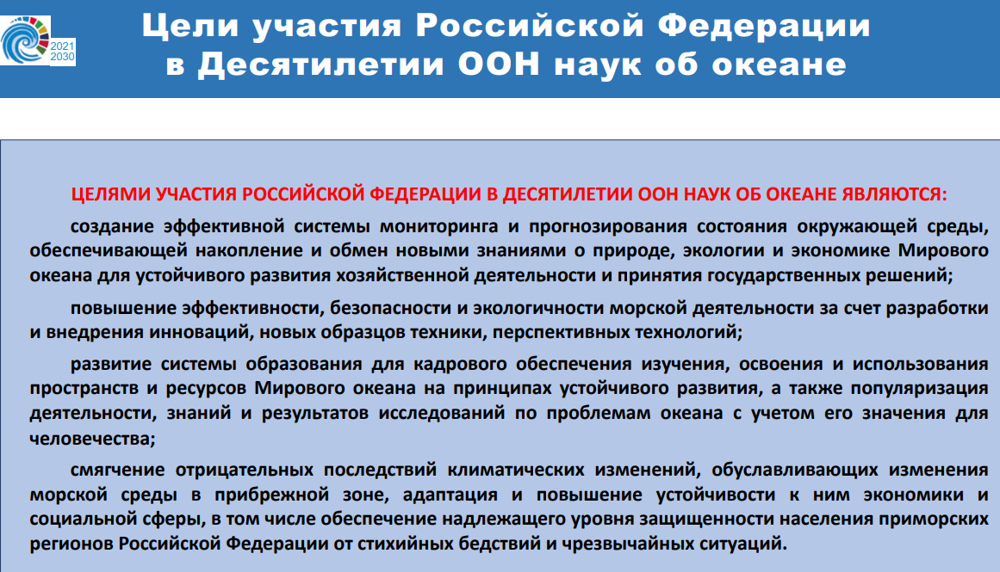 2021
2030
Цели участия Российской Федерации
в Десятилетии ООН наук об океане
ЦЕЛЯМИ УЧАСТИЯ РОССИЙСКОЙ ФЕДЕРАЦИИ В ДЕСЯТИЛЕТИИ ООН НАУК ОБ ОКЕАНЕ ЯВЛЯЮТСЯ:
создание эффективной системы мониторинга и прогнозирования состояния окружающей среды,
обеспечивающей накопление и обмен новыми знаниями о природе, экологии и экономике Мирового
океана для устойчивого развития хозяйственной деятельности и принятия государственных решений;
повышение эффективности, безопасности и экологичности морской деятельности за счет разработки
и внедрения инноваций, новых образцов техники, перспективных технологий;
развитие системы образования для кадрового обеспечения изучения, освоения и использования
пространств и ресурсов Мирового океана на принципах устойчивого развития, а также популяризация
деятельности, знаний и результатов исследований по проблемам океана с учетом его значения для
человечества;
смягчение отрицательных последствий климатических изменений, обуславливающих изменения
морской среды в прибрежной зоне, адаптация и повышение устойчивости к ним экономики и
социальной сферы, в том числе обеспечение надлежащего уровня защищенности населения приморских
регионов Российской Федерации от стихийных бедствий и чрезвычайных ситуаций.